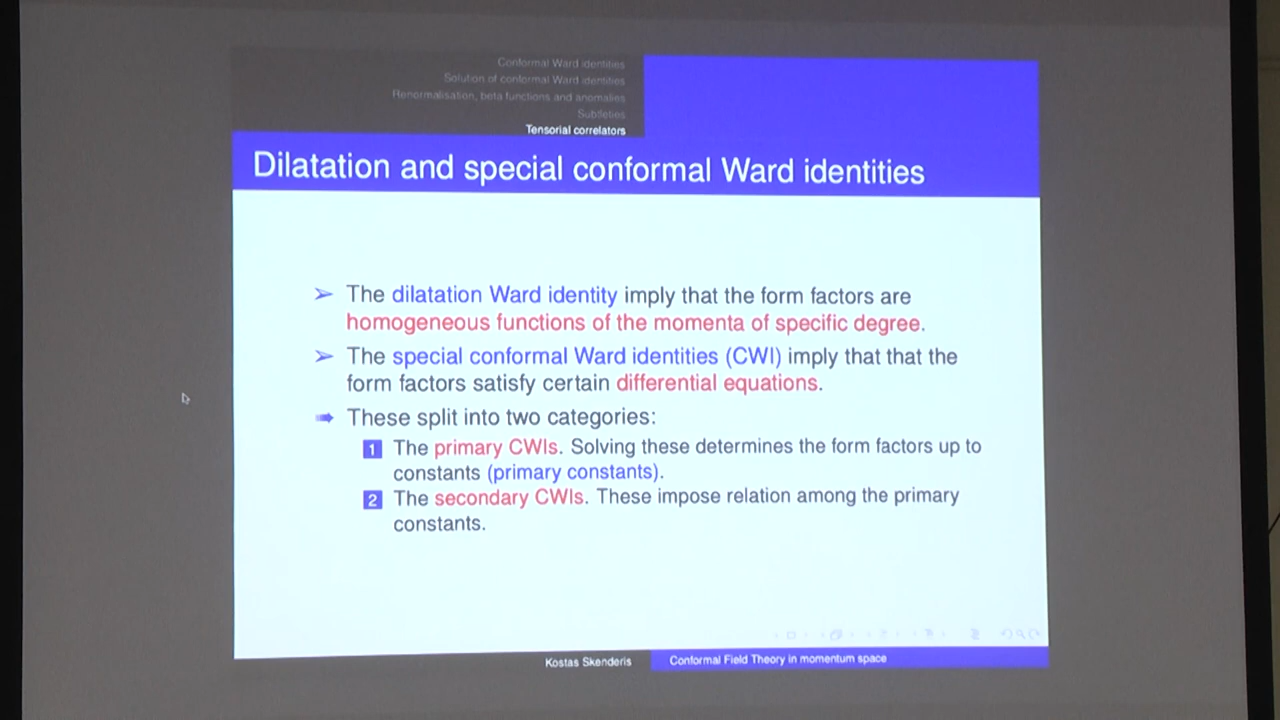 Conformal Ward identities
Solution of conformal Ward identities
Renormalisation, beta functions and anomalies
Subtleties
Tensorial correlators
Dilatation and special conformal Ward identities
The dilatation Ward identity imply that the form factors are
homogeneous functions of the momenta of specific degree.
The special conformal Ward identities (CWI) imply that that the
form factors satisfy certain differential equations.
These split into two categories:
1 The primary CWIs. Solving these determines the form factors up to
constants (primary constants).
2 The secondary CWIs. These impose relation among the primary
constants.
Kostas Skenderis
Conformal Field Theory in momentum space